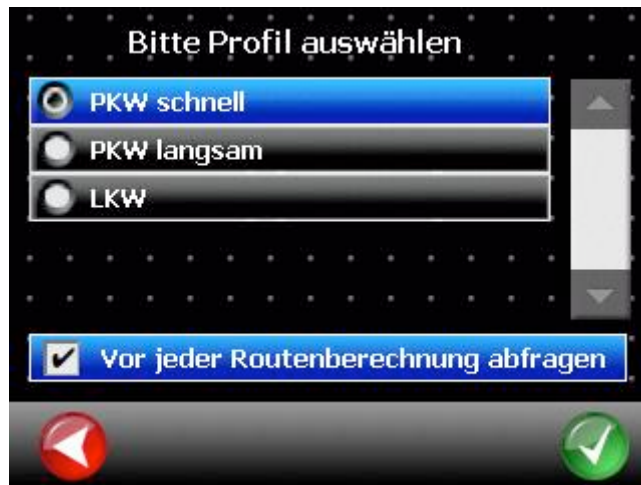 Bitte Profil auswählen
PKW schnell
PKW langsam
LKW
Vor jeder Routenberechnung abfragen